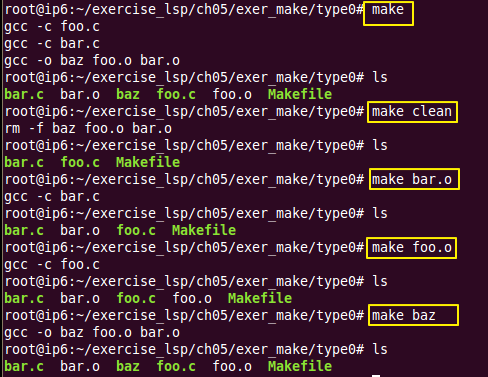 root@ip6:~/exercise_lsp/ch05/exer_make/type0# make
gcc -c foo.c
gcc -c bar.c
gcc -o baz foo.o bar.o
root@ip6:~/exercise_lsp/ch05/exer_make/type0# ls
bar.c  bar.o  baz  foo.c  foo.o  Makefile
root@ip6:~/exercise_lsp/ch05/exer_make/type0# make clean
rm -f baz foo.o bar.o
root@ip6:~/exercise_lsp/ch05/exer_make/type0# ls
bar.c  foo.c  Makefile
root@ip6:~/exercise_lsp/ch05/exer_make/type0# make bar.o
gcc -c bar.c
root@ip6:~/exercise_lsp/ch05/exer_make/type0# ls
bar.c  bar.o  foo.c  Makefile
root@ip6:~/exercise_lsp/ch05/exer_make/type0# make foo.o
gcc -c foo.c
root@ip6:~/exercise_lsp/ch05/exer_make/type0# ls
bar.c  bar.o  foo.c  foo.o  Makefile
root@ip6:~/exercise_lsp/ch05/exer_make/type0# make baz
gcc -o baz foo.o bar.o
root@ip6:~/exercise_lsp/ch05/exer_make/type0# ls
bar.c  bar.o  baz  foo.c  foo.o  Makefile